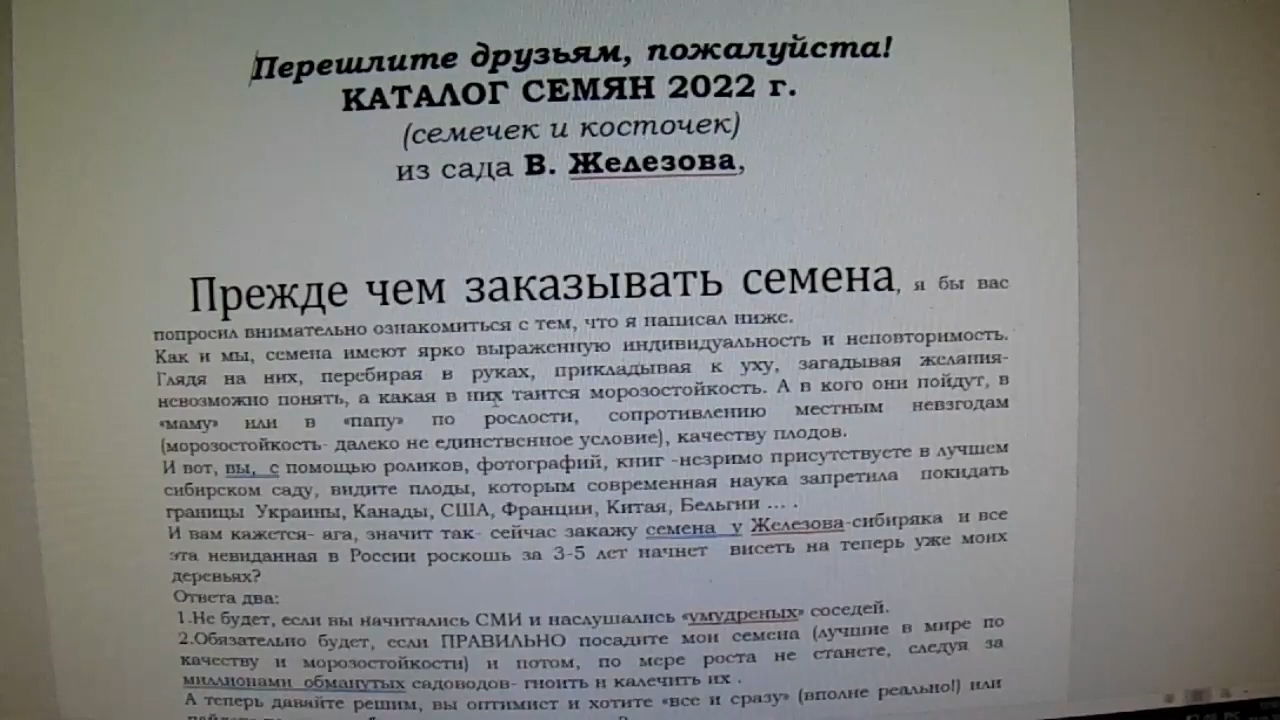 Перешлите друзьям, пожалуйста!
КАТАЛОГ СЕМЯН 2022 г.
(семечек и косточек)
из сада В. Железова,
Прежде чем заказывать семена, я бы вас
попросил внимательно ознакомиться с тем, что я написал ниже.
Как и мы, семена имеют ярко выраженную индивидуальность и неповторимость.
Глядя на них, перебирая в руках, прикладывая к уху, загадывая желания-
невозможно понять, а какая в них таится морозостойкость. А в кого они пойдут, в
«маму» или в «папу» по рослости, сопротивлению местным невзгодам
(морозостойкость- далеко не единственное условие), качеству плодов.
И вот, вы, с помощью роликов, фотографий, книг -незримо присутствуете в лучшем
сибирском саду, видите плоды, которым современная наука запретила покидать
границы Украины, Канады, США, Франции, Китая, Бельгии ... .
И вам кажется- ага, значит так- сейчас закажу семена у Железова-сибиряка и все
эта невиданная в России роскошь за 3-5 лет начнет висеть на теперь уже моих
деревьях?
Ответа два:
1.Не будет, если вы начитались СМИ и наслушались «умудреных» соседей.
2.Обязательно будет, если ПРАВИЛЬНО посадите мои семена (лучшие в мире по
качеству и морозостойкости) и потом, по мере роста не станете, следуя за
миллионами обманутых садоводов- гноить и калечить их .
А теперь давайте решим, вы оптимист и хотите «все и сразу» (вполне реально!) или